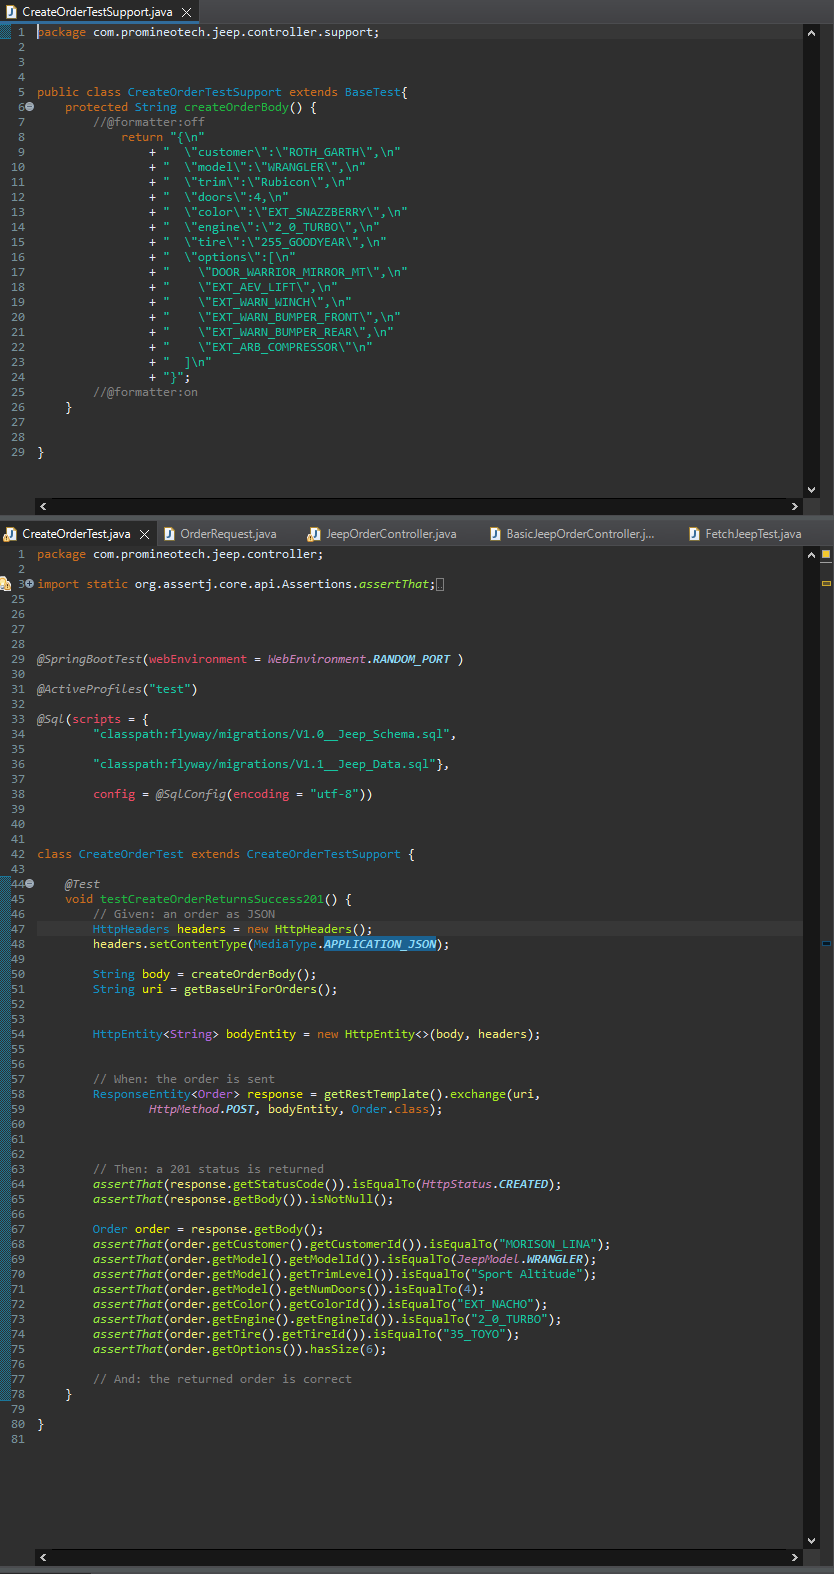 CreateOrderTestSupport.java
1 package com.promineotech.jeep.controller.support;
2
3
4
5 public class CreateOrderTestSupport extends BaseTest{
6 protected String createOrderBody() {
7 //@formatter:off
8 return "{\n"
9 + "  \"customer\":\"ROTH_GARTH\",\n"
10 + "  \"model\":\"WRANGLER\",\n"
11 + "  \"trim\":\"Rubicon\",\n"
12 + "  \"doors\":4,\n"
13 + "  \"color\":\"EXT_SNAZZBERRY\",\n"
14 + "  \"engine\":\"2_0_TURBO\",\n"
15 + "  \"tire\":\"255_GOODYEAR\",\n"
16 + "  \"options\":[\n"
17 + "    \"DOOR_WARRIOR_MIRROR_MT\",\n"
18 + "    \"EXT_AEV_LIFT\",\n"
19 + "    \"EXT_WARN_WINCH\",\n"
20 + "    \"EXT_WARN_BUMPER_FRONT\",\n"
21 + "    \"EXT_WARN_BUMPER_REAR\",\n"
22 + "    \"EXT_ARB_COMPRESSOR\"\n"
23 + "  ]\n"
24 + "}";
25 //@formatter:on
26 }
27
28
29 }
CreateOrderTest.java OrderRequest.java JeepOrderController.java BasicJeepOrderController.j... FetchJeepTest.java
1 package com.promineotech.jeep.controller;
2
3 import static org.assertj.core.api.Assertions.assertThat;
25
26
27
28
29 @SpringBootTest(webEnvironment = WebEnvironment.RANDOM_PORT )
30
31 @ActiveProfiles("test")
32
33 @Sql(scripts = {
34 "classpath:flyway/migrations/V1.0__Jeep_Schema.sql",
35
36 "classpath:flyway/migrations/V1.1__Jeep_Data.sql"},
37
38 config = @SqlConfig(encoding = "utf-8"))
39
40
41
42 class CreateOrderTest extends CreateOrderTestSupport {
43
44 @Test
45 void testCreateOrderReturnsSuccess201() {
46 // Given: an order as JSON
47 HttpHeaders headers = new HttpHeaders();
48 headers.setContentType(MediaType.APPLICATION_JSON);
49
50 String body = createOrderBody();
51 String uri = getBaseUriForOrders();
52
53
54 HttpEntity<String> bodyEntity = new HttpEntity<>(body, headers);
55
56
57 // When: the order is sent
58 ResponseEntity<Order> response = getRestTemplate().exchange(uri,
59 HttpMethod.POST, bodyEntity, Order.class);
60
61
62
63 // Then: a 201 status is returned
64 assertThat(response.getStatusCode()).isEqualTo(HttpStatus.CREATED);
65 assertThat(response.getBody()).isNotNull();
66
67 Order order = response.getBody();
68 assertThat(order.getCustomer().getCustomerId()).isEqualTo("MORISON_LINA");
69 assertThat(order.getModel().getModelId()).isEqualTo(JeepModel.WRANGLER);
70 assertThat(order.getModel().getTrimLevel()).isEqualTo("Sport Altitude");
71 assertThat(order.getModel().getNumDoors()).isEqualTo(4);
72 assertThat(order.getColor().getColorId()).isEqualTo("EXT_NACHO");
73 assertThat(order.getEngine().getEngineId()).isEqualTo("2_0_TURBO");
74 assertThat(order.getTire().getTireId()).isEqualTo("35_TOYO");
75 assertThat(order.getOptions()).hasSize(6);
76
77 // And: the returned order is correct
78 }
79
80 }
81